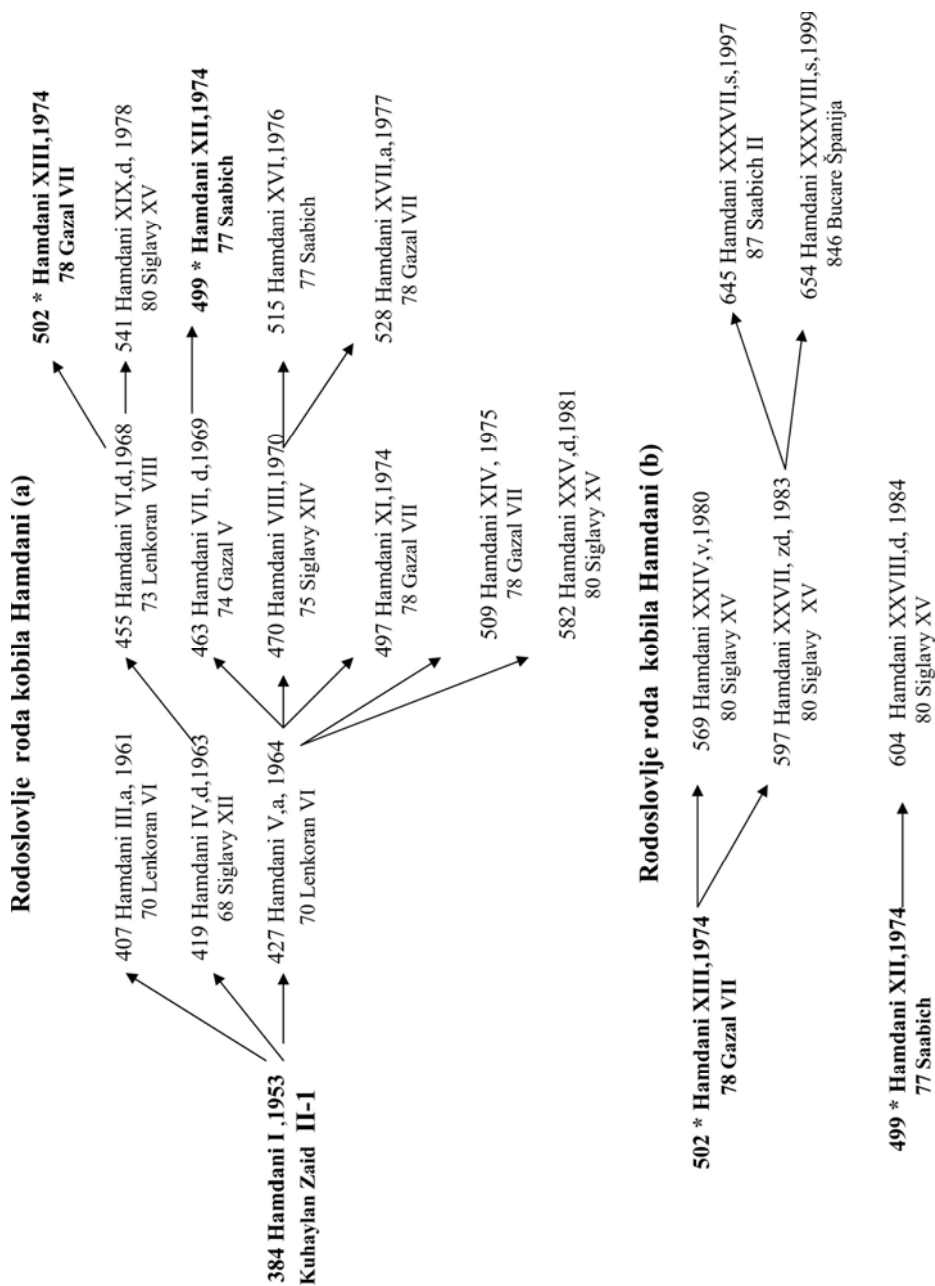 Rodoslovlje roda kobila Hamdani (a)
384 Hamdani I ,1953
Kuhaylan Zaid II-1
407 Hamdani III,a, 1961
70 Lenkoran VI
419 Hamdani IV,d,1963
68 Siglavy XII
427 Hamdani V,a, 1964
70 Lenkoran VI
455 Hamdani VI,d,1968
73 Lenkoran VIII
463 Hamdani VII, d,1969
74 Gazal V
470 Hamdani VIII,1970
75 Siglavy XIV
497 Hamdani XI,1974
78 Gazal VII
509 Hamdani XIV, 1975
78 Gazal VII
582 Hamdani XXV,d,1981
80 Siglavy XV
502 * Hamdani XIII,1974
78 Gazal VII
541 Hamdani XIX,d, 1978
80 Siglavy XV
499 * Hamdani XII,1974
77 Saabich
515 Hamdani XVI,1976
77 Saabich
528 Hamdani XVII,a,1977
78 Gazal VII
Rodoslovlje roda kobila Hamdani (b)
502 * Hamdani XIII,1974
78 Gazal VII
569 Hamdani XXIV,v,1980
80 Siglavy XV
597 Hamdani XXVII, zd, 1983
80 Siglavy XV
645 Hamdani XXXVII,s,1997
87 Saabich II
654 Hamdani XXXVIII,s,1999
846 Bucare Španija
499 * Hamdani XII,1974
77 Saabich
604 Hamdani XXVIII,d, 1984
80 Siglavy XV